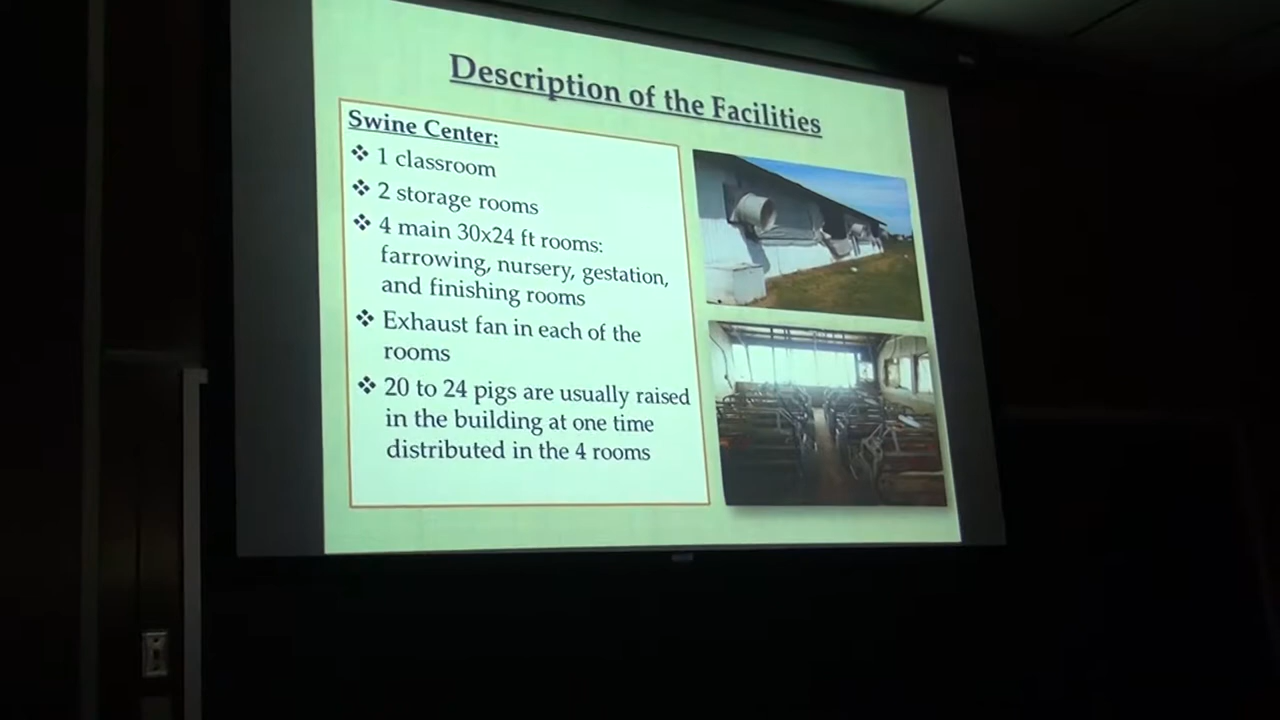 Description of the Facilities
Swine Center:
❖ 1 classroom
❖ 2 storage rooms
❖ 4 main 30x24 ft rooms:
farrowing, nursery, gestation,
and finishing rooms
❖ Exhaust fan in each of the
rooms
❖ 20 to 24 pigs are usually raised
in the building at one time
distributed in the 4 rooms